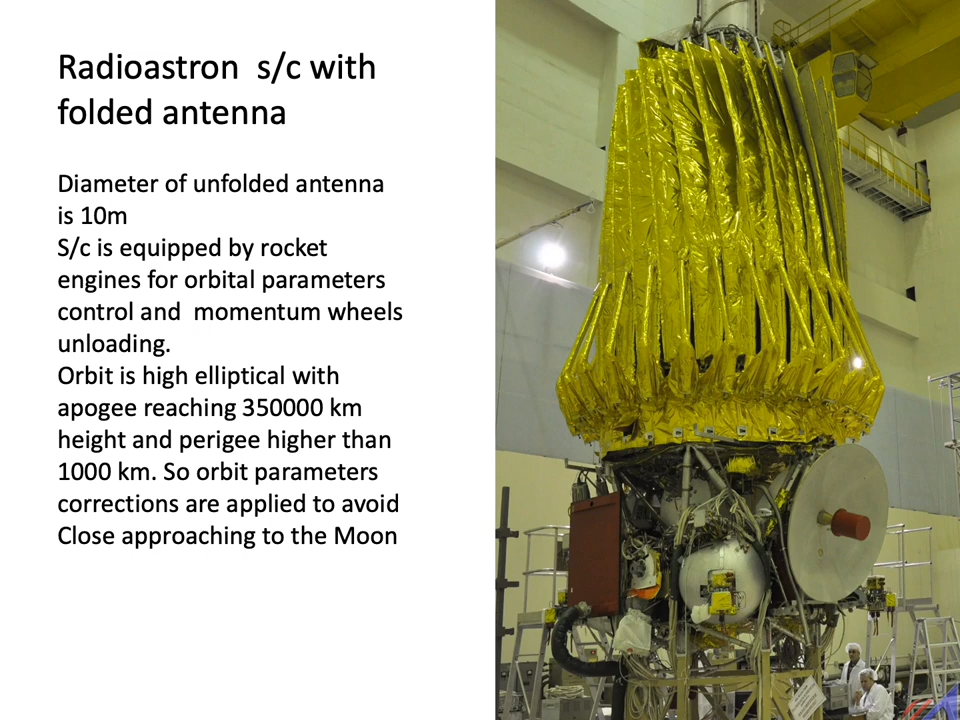 Radioastron  s/c with
folded antenna
Diameter of unfolded antenna
is 10m
S/c is equipped by rocket
engines for orbital parameters
control and  momentum wheels
unloading.
Orbit is high elliptical with
apogee reaching 350000 km
height and perigee higher than
1000 km. So orbit parameters
corrections are applied to avoid
Close approaching to the Moon